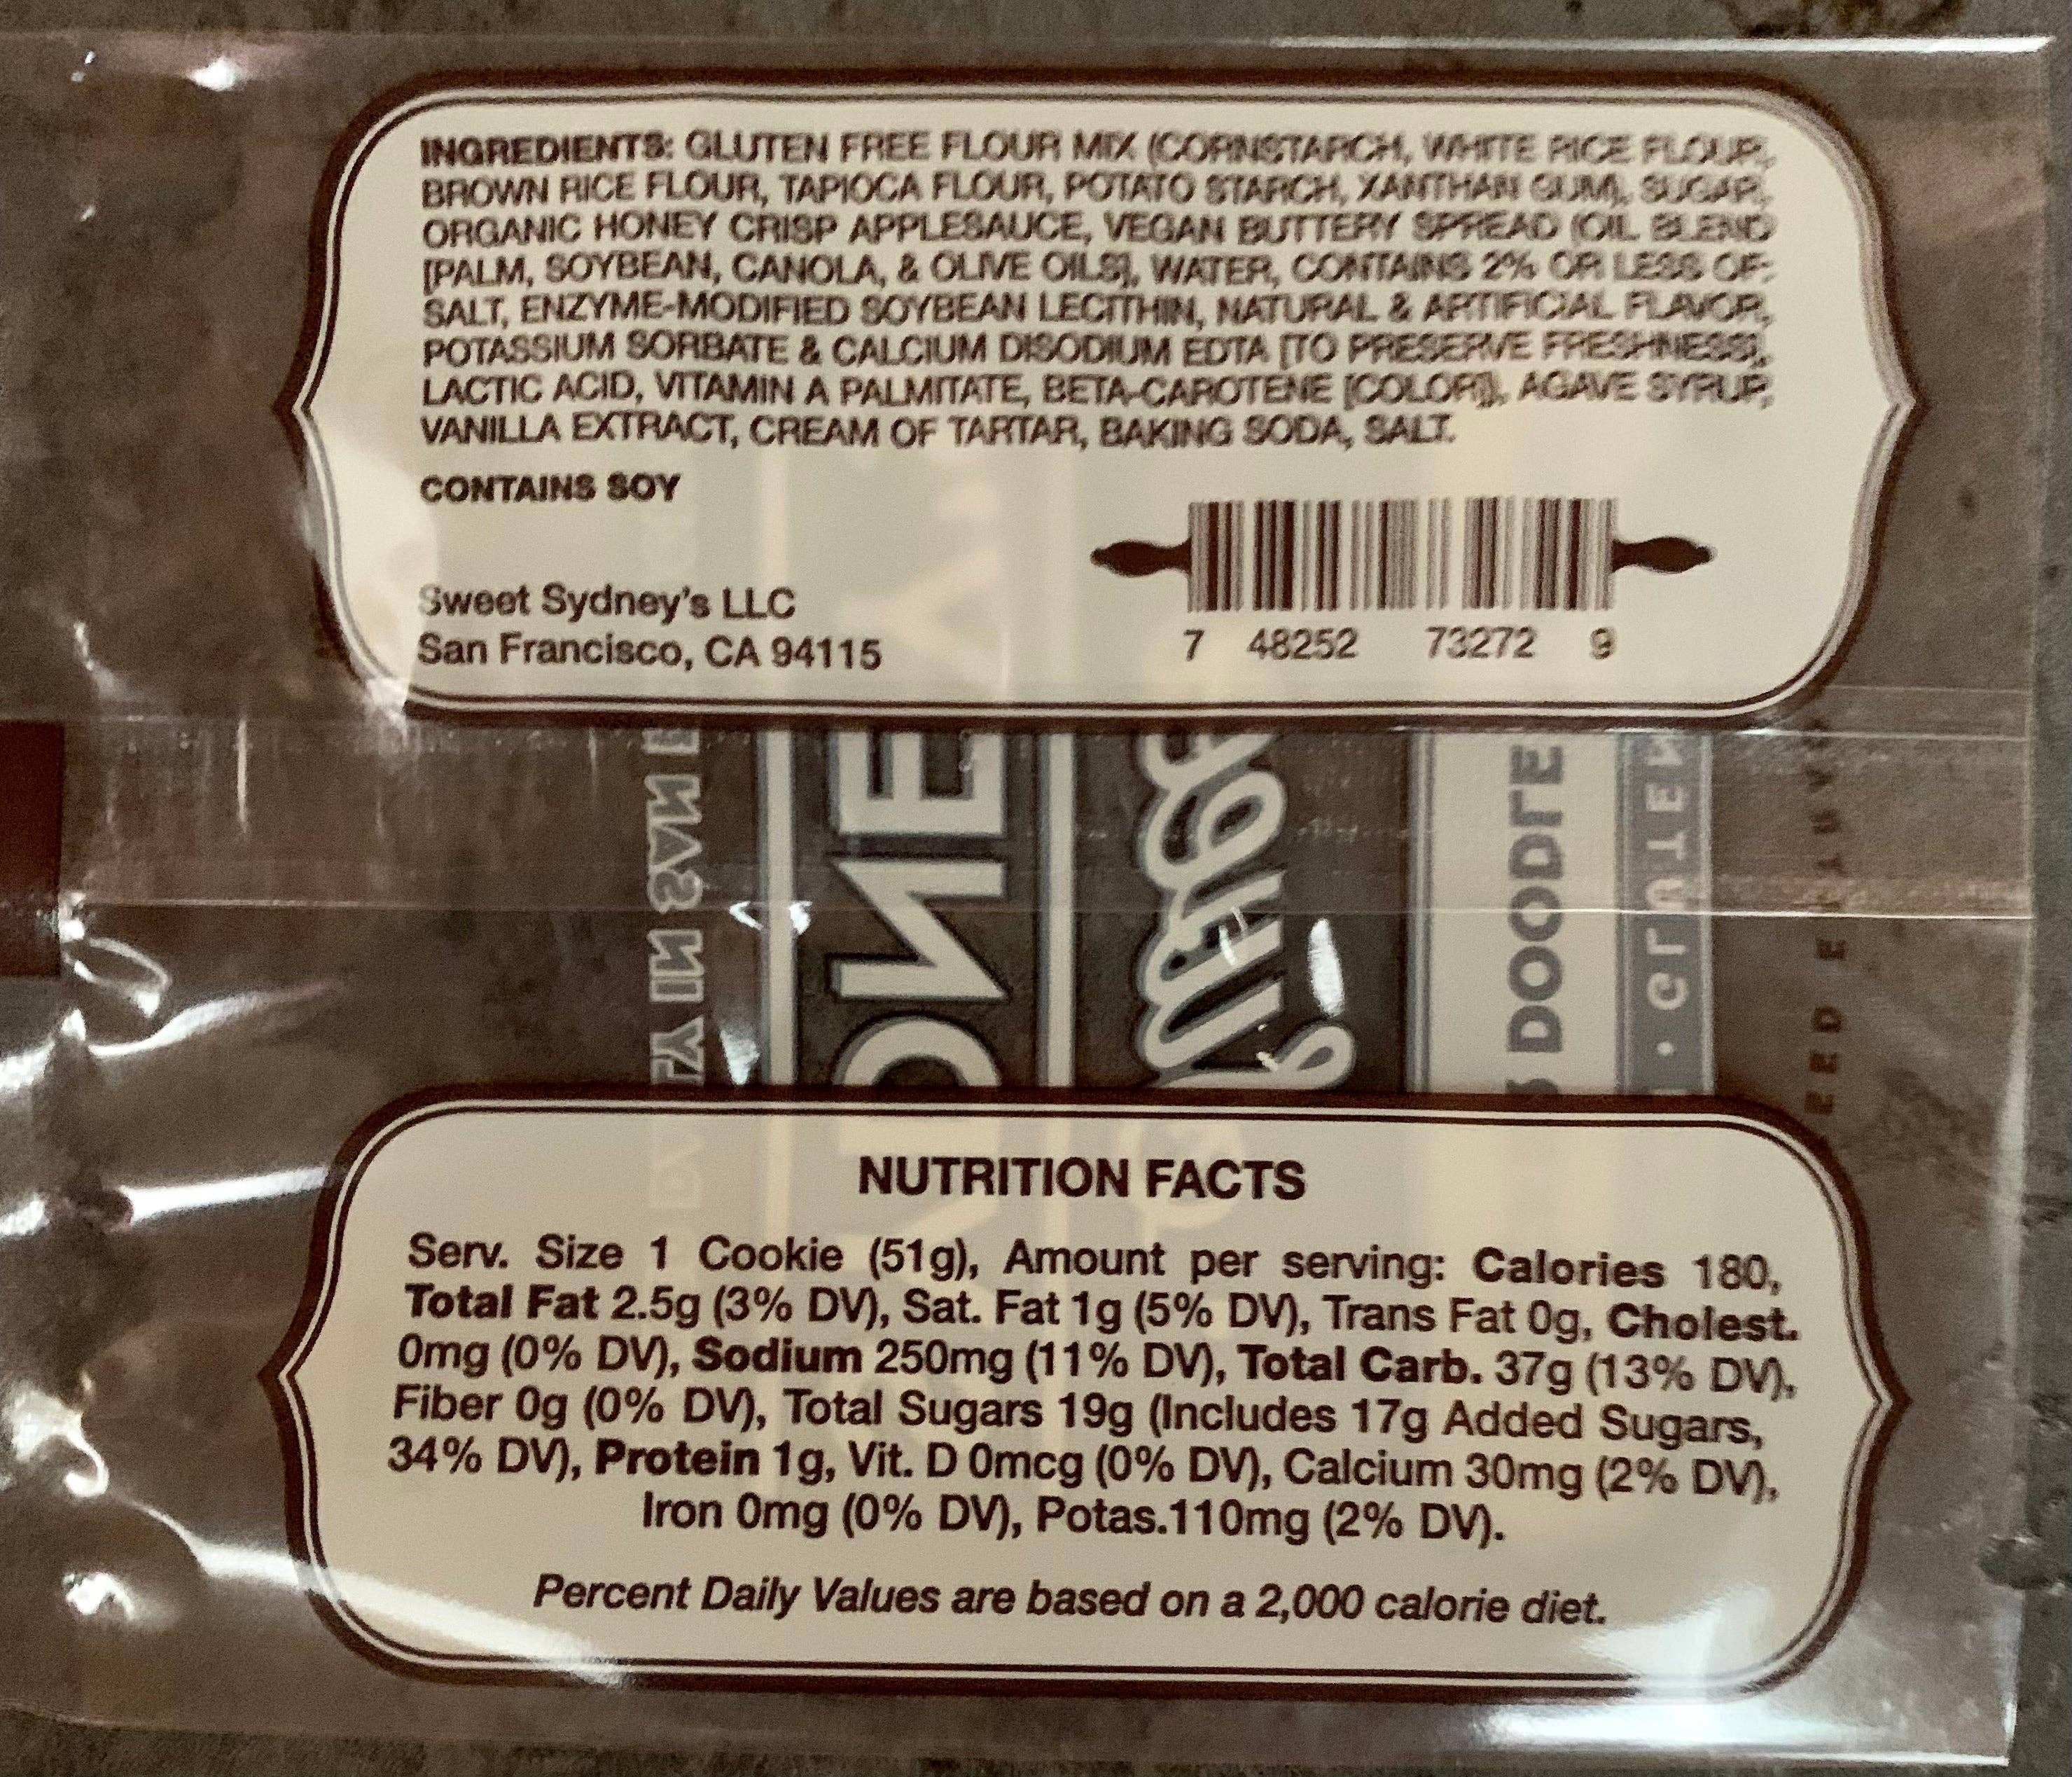 INGREDIENTS: GLUTEN FREE FLOUR MIX (CORNSTARCH, WHITE RICE FLOUR,
BROWN RICE FLOUR, TAPIOCA FLOUR, POTATO STARCH, XANTHAN GUM), SUGAR,
ORGANIC HONEY CRISP APPLESAUCE, VEGAN BUTTERY SPREAD (OIL BLEND
[PALM, SOYBEAN, CANOLA, & OLIVE OILS], WATER, CONTAINS 2% OR LESS OF:
SALT, ENZYME-MODIFIED SOYBEAN LECITHIN, NATURAL & ARTIFICIAL FLAVOR,
POTASSIUM SORBATE & CALCIUM DISODIUM EDTA [TO PRESERVE FRESHNESS],
LACTIC ACID, VITAMIN A PALMITATE, BETA-CAROTENE [COLOR]), AGAVE SYRUP,
VANILLA EXTRACT, CREAM OF TARTAR, BAKING SODA, SALT.
CONTAINS SOY
Sweet Sydney's LLC
San Francisco, CA 94115
7 48252 73272 9
DOODLE
NUTRITION FACTS
Serv. Size 1 Cookie (51g), Amount per serving: Calories 180,
Total Fat 2.5g (3% DV), Sat. Fat 1g (5% DV), Trans Fat 0g, Cholest.
0mg (0% DV), Sodium 250mg (11% DV), Total Carb. 37g (13% DV),
Fiber 0g (0% DV), Total Sugars 19g (Includes 17g Added Sugars,
34% DV), Protein 1g, Vit. D 0mcg (0% DV), Calcium 30mg (2% DV),
Iron 0mg (0% DV), Potas.110mg (2% DV).
Percent Daily Values are based on a 2,000 calorie diet.